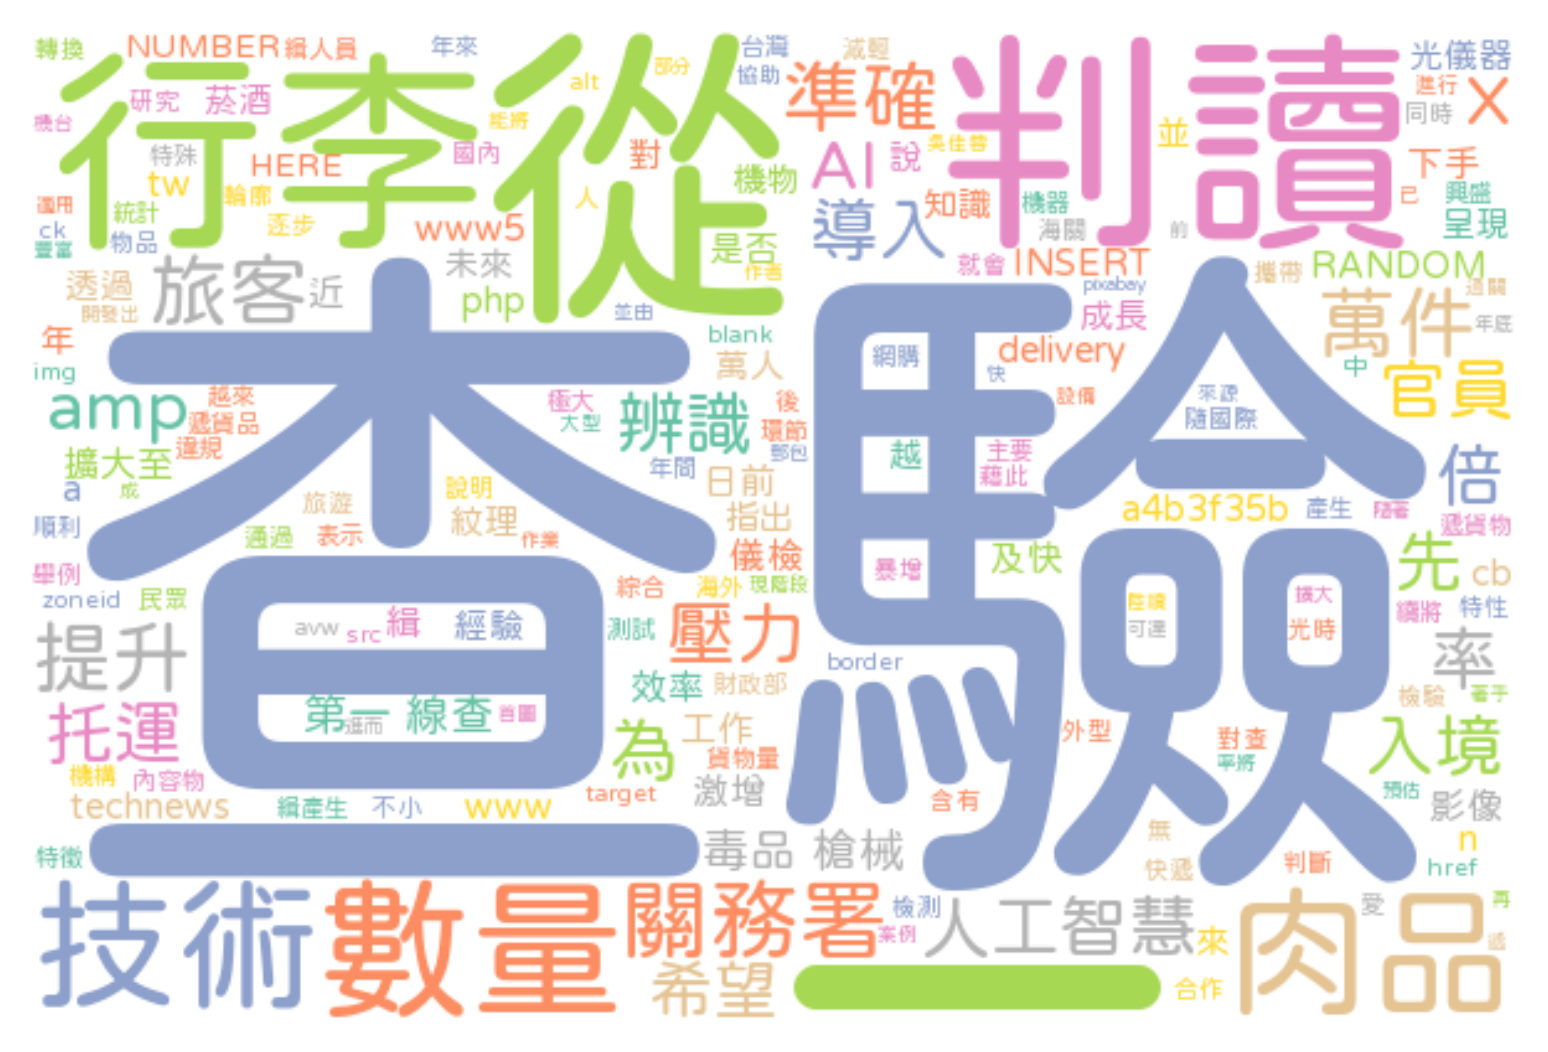 轉換
NUMBER
緝人員
年來
台灣
減輕
光儀器
行李
從
部分
alt
協助
準確
判讀
進行
X
研究
菸酒
能將
同時
機台
特殊
HERE
國內
對
機物
AI
說
吳佳蓉
並
下手
tw
輪廓
人
知識
機器
已
興盛
適用
統計
逐步
www5
是否
導入
海關
前
呈現
ck
豐富
物品
未來
作者
就會
INSERT
攜帶
RANDOM
透過
旅客
近
php
並由
pixabay
成長
通關
開發出
萬件
年底
年
blank
網購
delivery
中
img
萬人
快
官員
amp
越來
極大
辨識
後
設備
來源
遞貨品
大型
環節
隨國際
違規
郵包
擴大至
年間
越
主要
倍
a
成
旅遊
說明
日前
藉此
查驗
順利
紋理
指出
a4b3f35b
產生
隨著
遞貨物
通過
表示
作業
儀檢
及快
先
舉例
綜合
海外
現階段
暴增
cb
zoneid
民眾
陸續
擴大
特性
avw
src
緝
經驗
測試
壓力
可達
光時
續將
提升
率
border
效率
財政部
檢驗
著手
第一
線查
首圖
進而
托運
為
工作
外型
對查
入境
率將
機構
內容物
貨物量
technews
緝產生
不小
www
target
激增
含有
預估
影像
無
n
特徵
毒品
槍械
快遞
判斷
href
技術
數量
關務署
檢測
人工智慧
肉品
愛
再
案例
來
遞
希望
一
合作